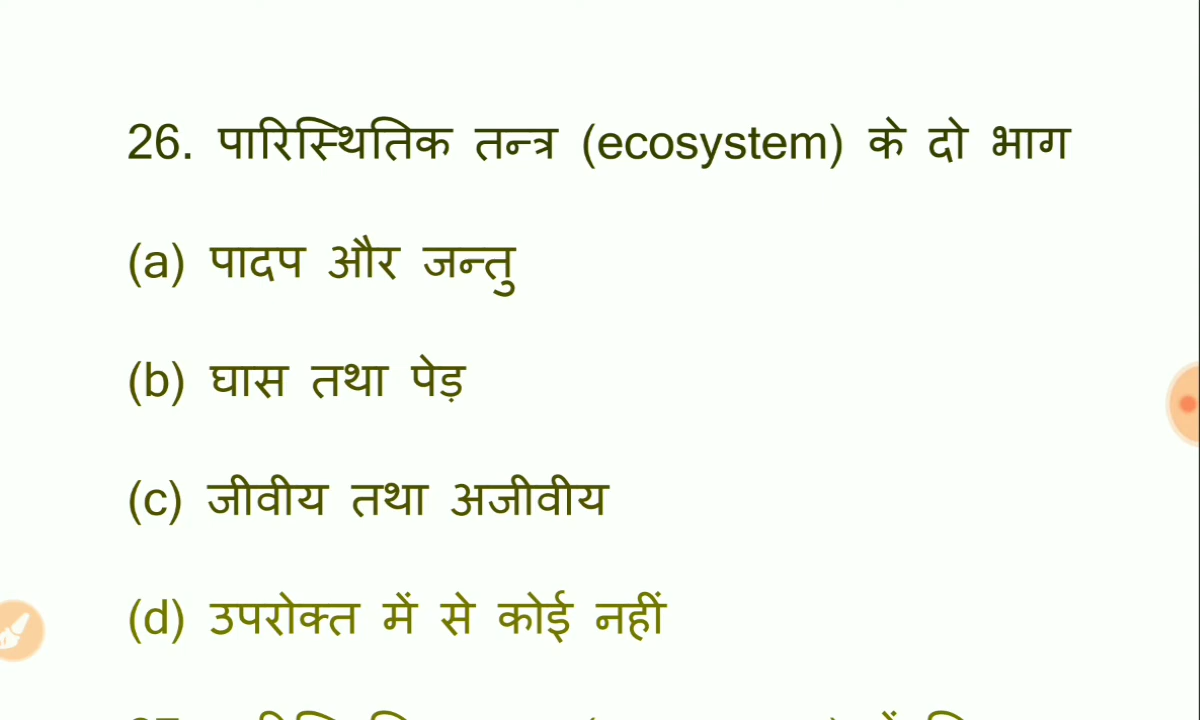 26. पारिस्थितिक तन्त्र (ecosystem) के दो भाग
(a) पादप और जन्तु
(b) घास तथा पेड़
(c) जीवीय तथा अजीवीय
(d) उपरोक्त में से कोई नहीं